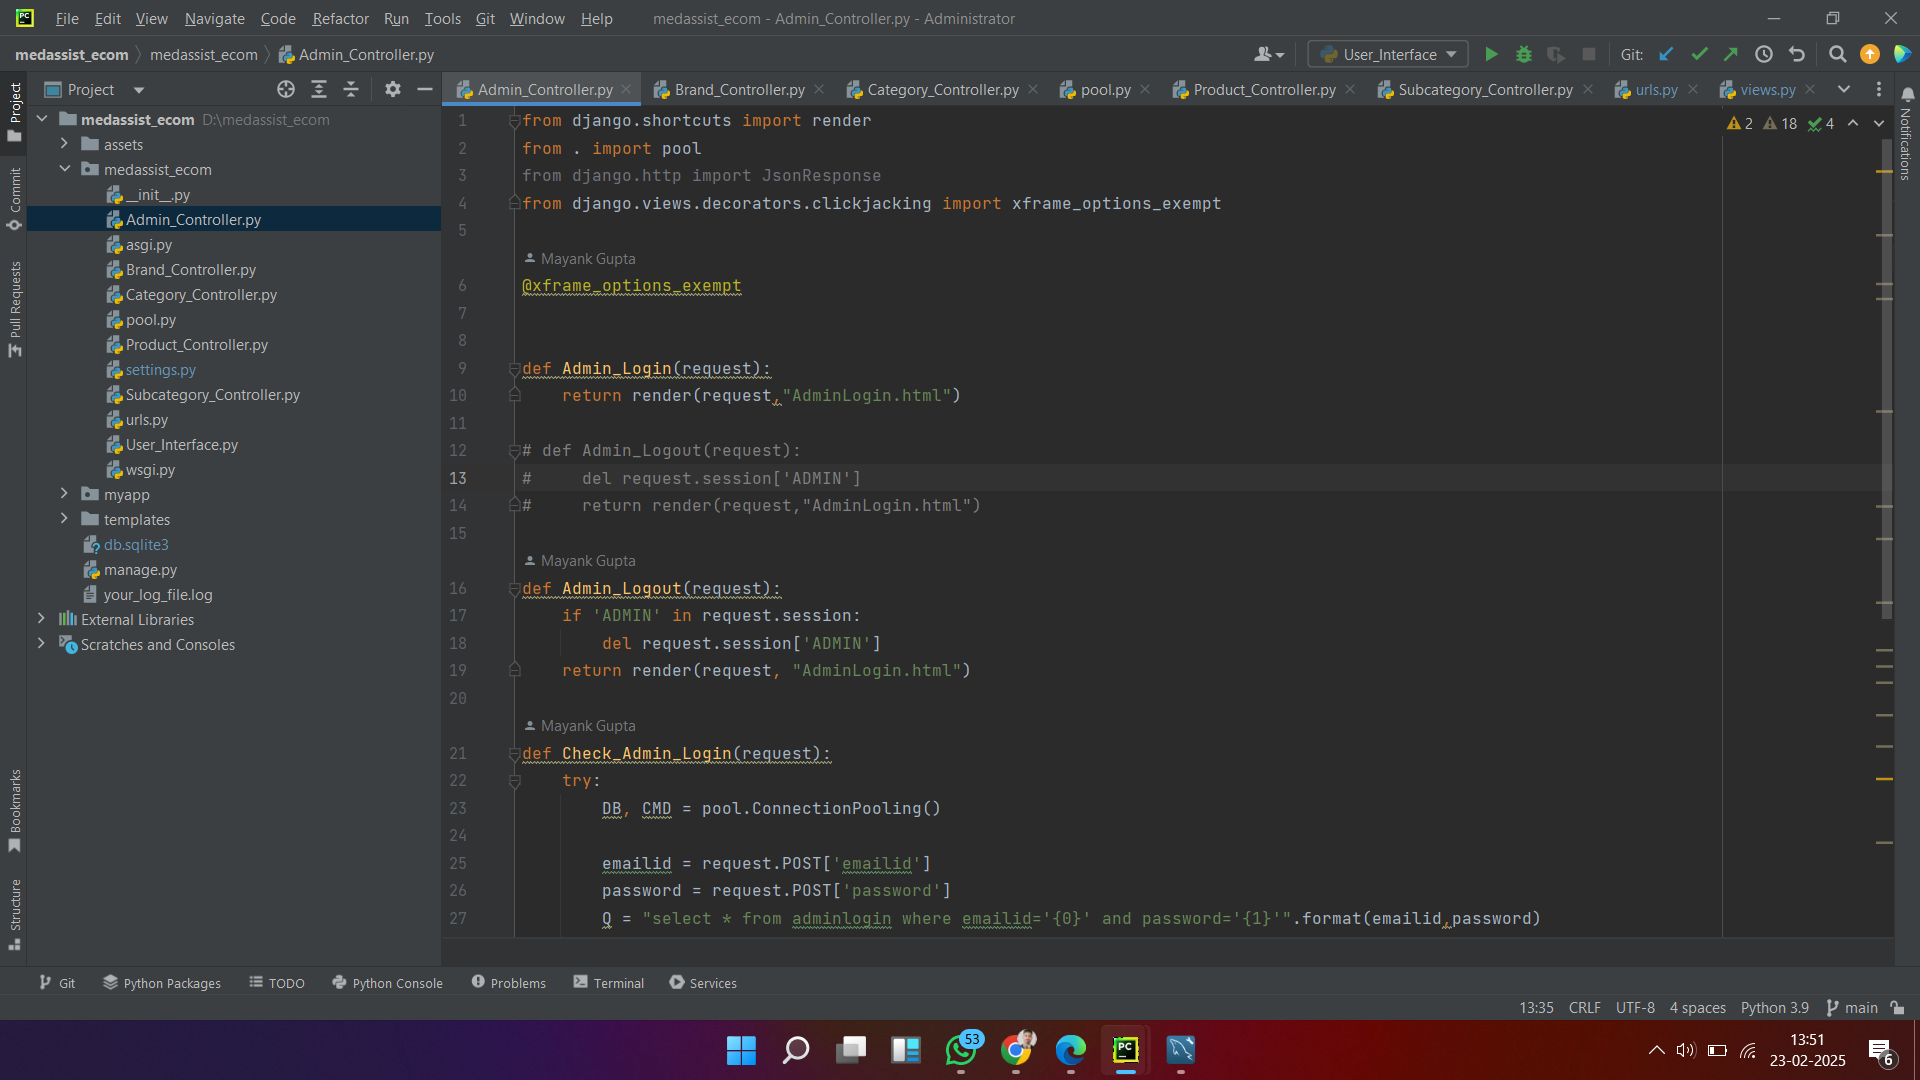 PC File Edit View Navigate Code Refactor Run Tools Git Window Help medassist_ecom - Admin_Controller.py - Administrator
medassist_ecom medassist_ecom Admin_Controller.py User_Interface Git:
Project Admin_Controller.py Brand_Controller.py Category_Controller.py pool.py Product_Controller.py Subcategory_Controller.py urls.py views.py
Project
Commit
Pull Requests
Bookmarks
Structure
Notifications
medassist_ecom D:\medassist_ecom
assets
medassist_ecom
__init__.py
Admin_Controller.py
asgi.py
Brand_Controller.py
Category_Controller.py
pool.py
Product_Controller.py
settings.py
Subcategory_Controller.py
urls.py
User_Interface.py
wsgi.py
myapp
templates
db.sqlite3
manage.py
your_log_file.log
External Libraries
Scratches and Consoles
2 18 4
1 from django.shortcuts import render
2 from . import pool
3 from django.http import JsonResponse
4 from django.views.decorators.clickjacking import xframe_options_exempt
5
Mayank Gupta
6 @xframe_options_exempt
7
8
9 def Admin_Login(request):
10 return render(request,"AdminLogin.html")
11
12 # def Admin_Logout(request):
13 #     del request.session['ADMIN']
14 #     return render(request,"AdminLogin.html")
15
Mayank Gupta
16 def Admin_Logout(request):
17 if 'ADMIN' in request.session:
18 del request.session['ADMIN']
19 return render(request, "AdminLogin.html")
20
Mayank Gupta
21 def Check_Admin_Login(request):
22 try:
23 DB, CMD = pool.ConnectionPooling()
24
25 emailid = request.POST['emailid']
26 password = request.POST['password']
27 Q = "select * from adminlogin where emailid='{0}' and password='{1}'".format(emailid,password)
Git Python Packages TODO Python Console Problems Terminal Services
13:35 CRLF UTF-8 4 spaces Python 3.9 main
53
PC
13:51
23-02-2025
6